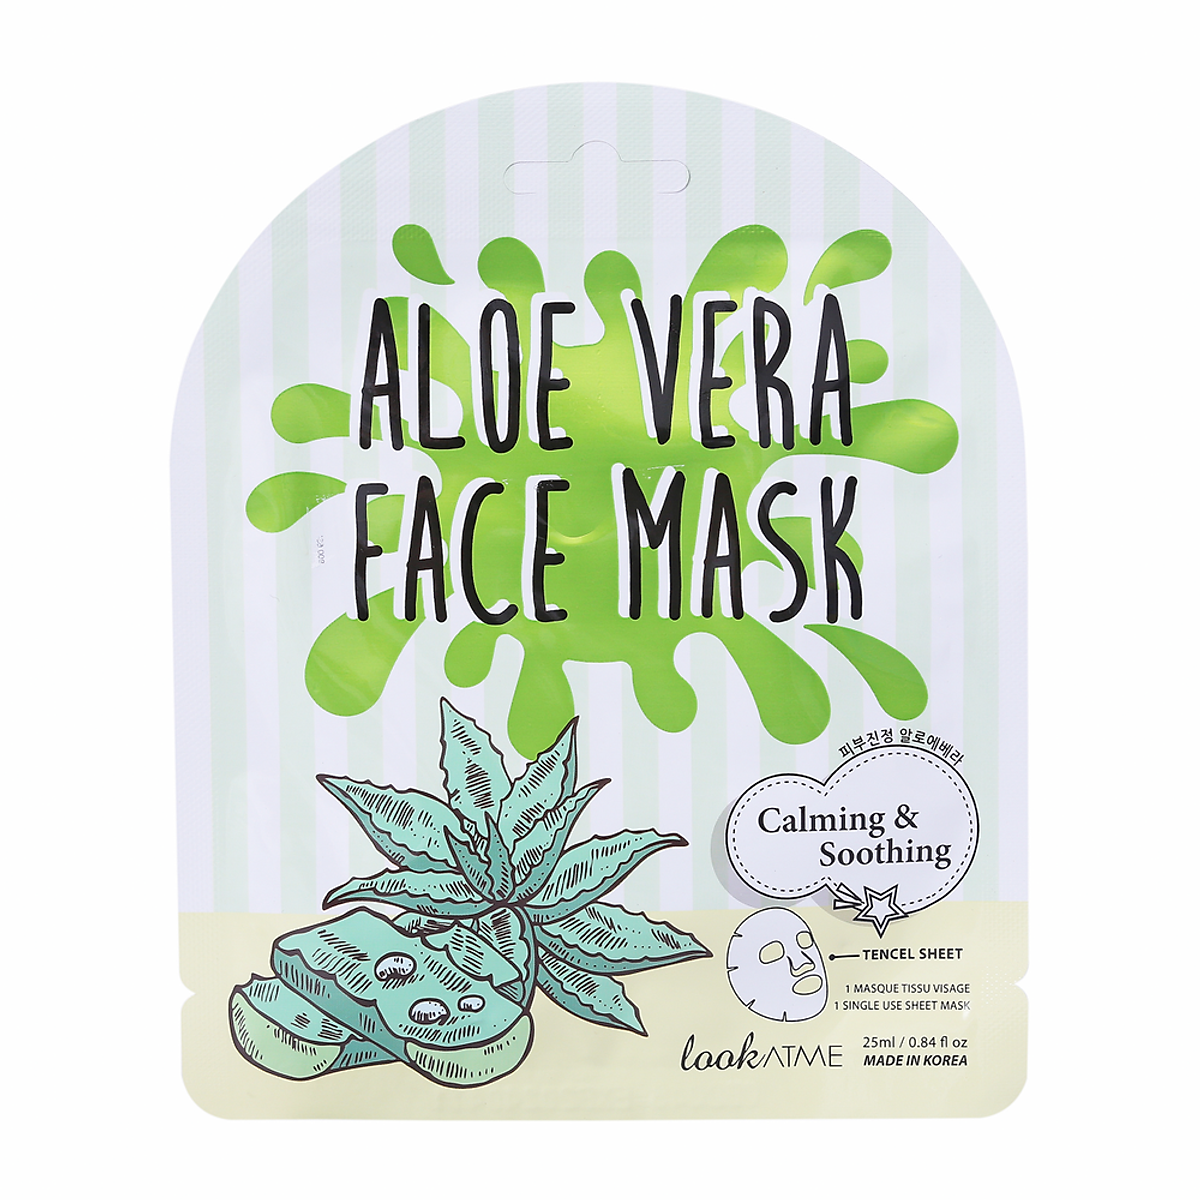 ALOE VERA
FACE MASK
피부진정 알로에베라
Calming &
Soothing
TENCEL SHEET
1 MASQUE TISSU VISAGE
1 SINGLE USE SHEET MASK
lookATME
25ml / 0.84 fl oz
MADE IN KOREA